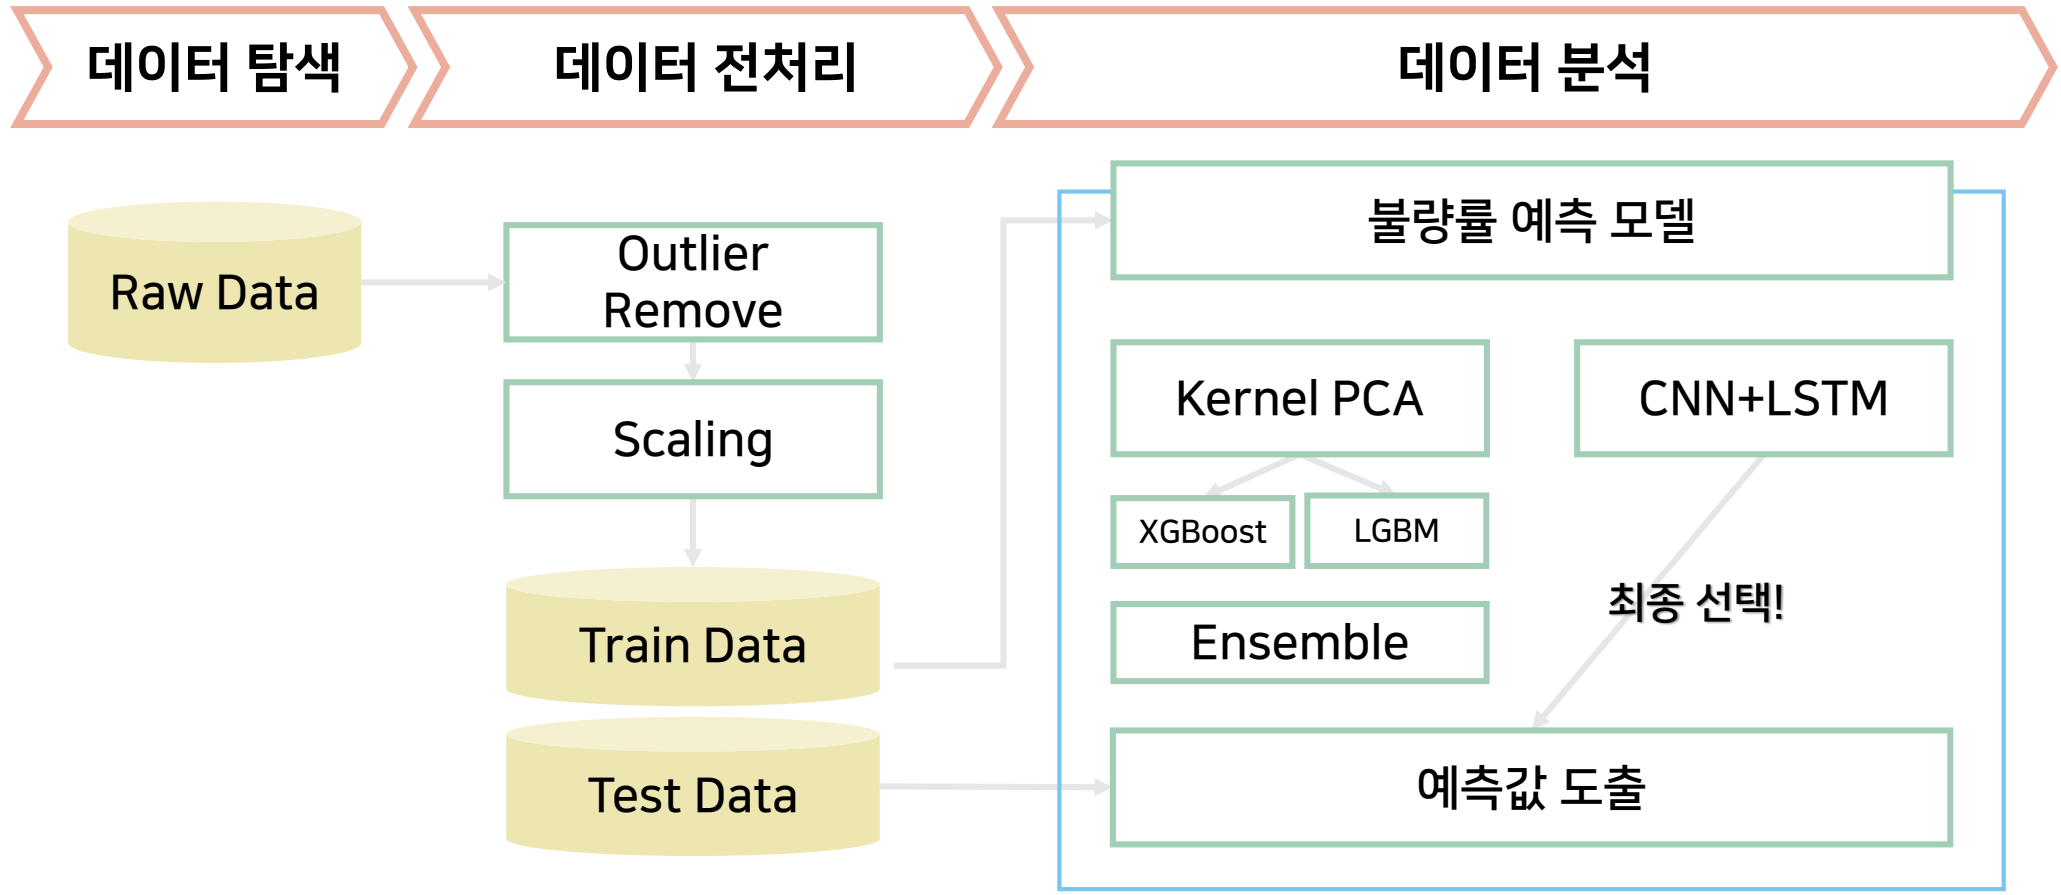 데이터 탐색
데이터 전처리
데이터 분석
Raw Data
Outlier
Remove
Scaling
Train Data
Test Data
불량률 예측 모델
Kernel PCA
CNN+LSTM
XGBoost
LGBM
최종 선택!
Ensemble
예측값 도출